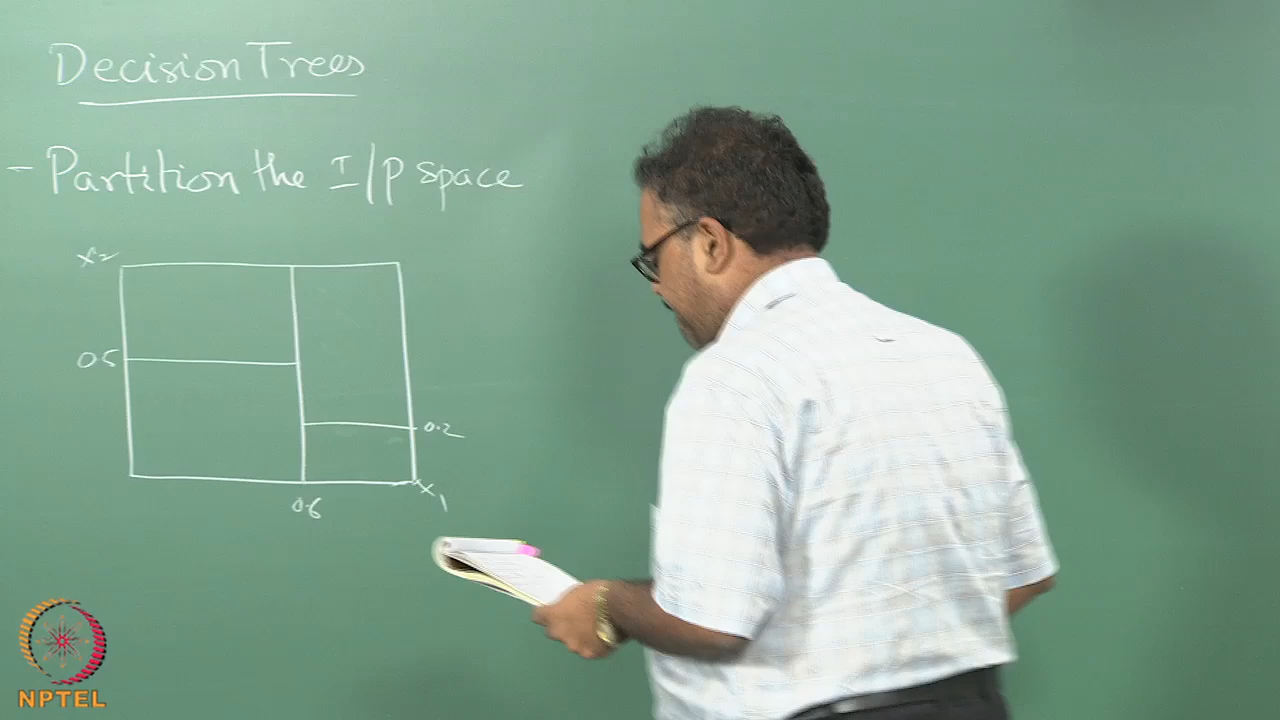 Decision Trees
- Partition the I/p space
x2
0.5
0.2
x1
0.6
NPTEL